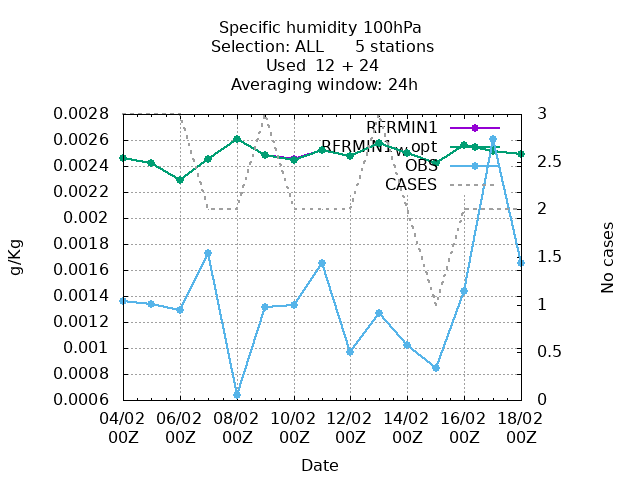 Specific humidity 100hPa
Selection: ALL 5 stations
Used 12 + 24
Averaging window: 24h
0.0028
0.0026
0.0024
0.0022
0.002
0.0018
0.0016
0.0014
0.0012
0.001
0.0008
0.0006
g/Kg
RFRMIN1
RFRMIN1_w_opt
OBS
CASES
3
2.5
2
1.5
1
0.5
0
No cases
04/02 06/02 08/02 10/02 12/02 14/02 16/02 18/02
00Z 00Z 00Z 00Z 00Z 00Z 00Z 00Z
Date